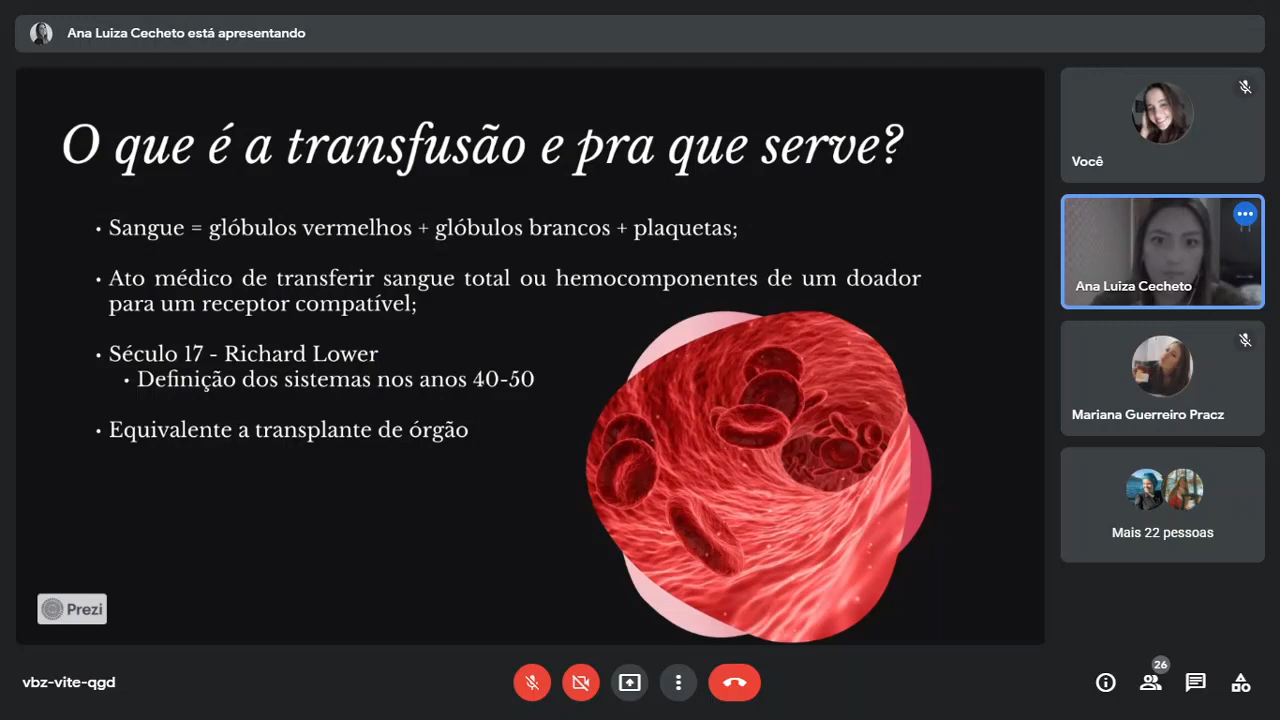 Ana Luiza Cecheto está apresentando
O que é a transfusão e pra que serve?
• Sangue = glóbulos vermelhos + glóbulos brancos + plaquetas;
• Ato médico de transferir sangue total ou hemocomponentes de um doador
para um receptor compatível;
• Século 17 - Richard Lower
• Definição dos sistemas nos anos 40-50
• Equivalente a transplante de órgão
Prezi
Você
Ana Luiza Cecheto
Mariana Guerreiro Pracz
Mais 22 pessoas
vbz-vite-qgd
26